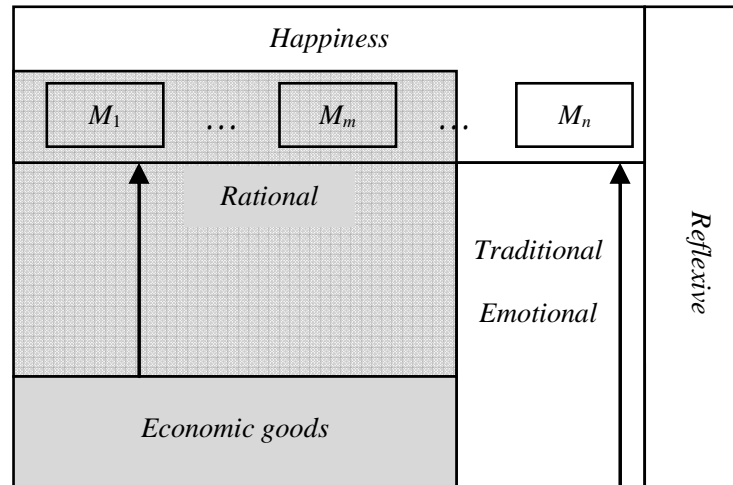 Happiness
M1 … Mm … Mn
Rational
Traditional
Emotional
Reflexive
Economic goods